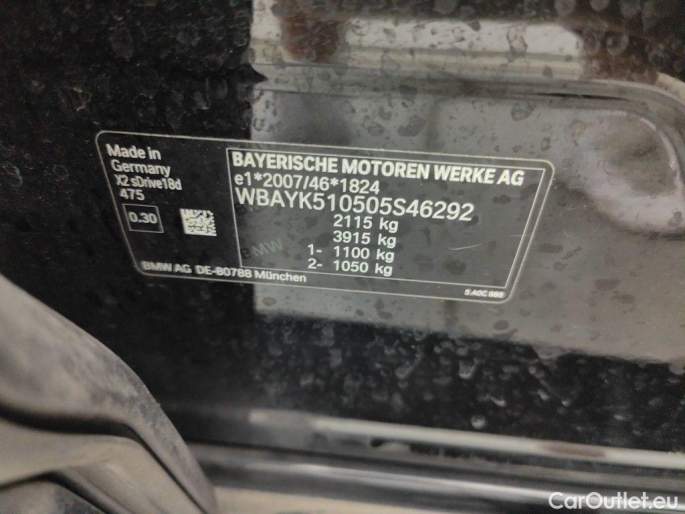 Made in
Germany
X2 sDrive18d
475
0.30
BAYERISCHE MOTOREN WERKE AG
e1*2007/46*1824
WBAYK510505S46292
2115 kg
3915 kg
1- 1100 kg
2- 1050 kg
BMW
BMW AG DE-80788 München
CarOutlet.eu